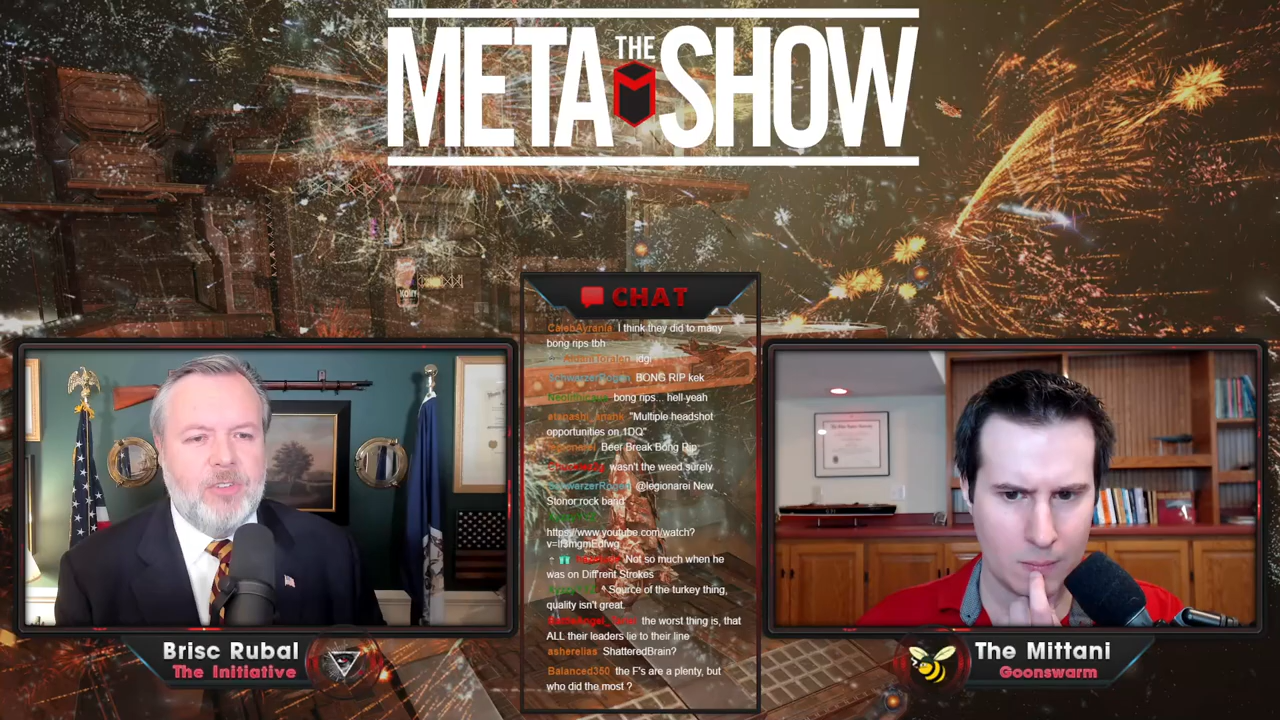 META THE SHOW
CHAT
CalebAyrania I think they did to many
bong rips tbh
idgi
SchwarzerRogen BONG RIP kek
bong rips... hell yeah
"Multiple headshot
opportunities on 1DQ"
Beer Break Bong Rip
wasn't the weed surely
SchwarzerRogen @legionarei New
Stonor rock band
https://www.youtube.com/watch?
Not so much when he
was on Diff'rent Strokes
^ Source of the turkey thing,
quality isn't great.
the worst thing is, that
ALL their leaders lie to their line
asherelias ShatteredBrain?
Balanced350 the F's are a plenty, but
who did the most ?
Brisc Rubal
The Initiative
The Mittani
Goonswarm